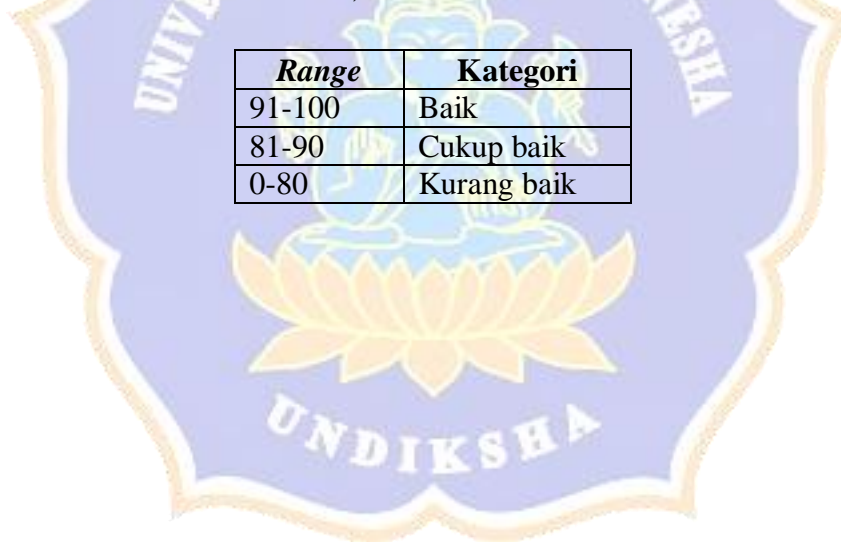 Range Kategori
91-100 Baik
81-90 Cukup baik
0-80 Kurang baik
UNDIKSHA